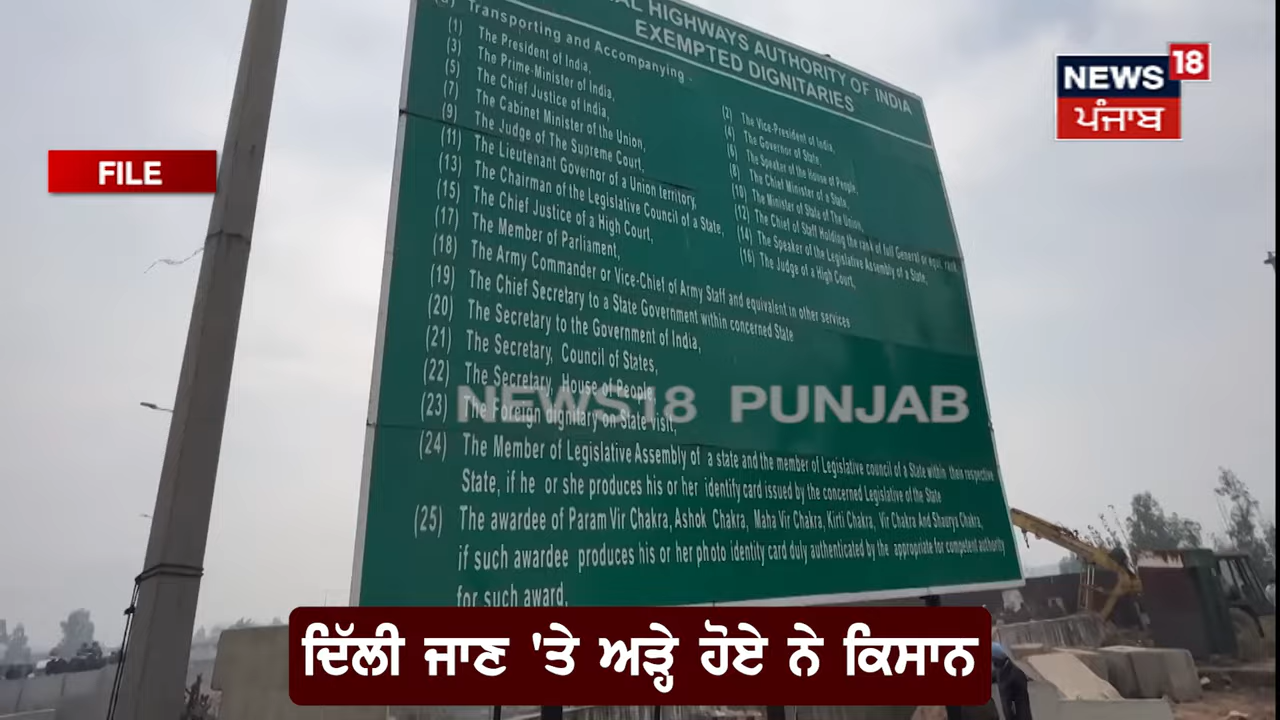 NEWS 18
ਪੰਜਾਬ
FILE
HIGHWAYS AUTHORITY OF INDIA
EXEMPTED DIGNITARIES
Transporting and Accompanying -
(1) The President of India,
(2) The Vice-President of India,
(3) The Prime-Minister of India,
(4) The Governor of State,
(5) The Chief Justice of India,
(6) The Speaker of the House of People,
(7) The Cabinet Minister of the Union,
(8) The Chief Minister of a State,
(9) The Judge of The Supreme Court,
(10) The Minister of State of The Union,
(11) The Lieutenant Governor of a Union territory,
(12) The Chief of Staff Holding the rank of full General or equ. rank
(13) The Chairman of the Legislative Council of a State,
(14) The Speaker of the Legislative Assembly of a State,
(15) The Chief Justice of a High Court,
(16) The Judge of a High Court,
(17) The Member of Parliament,
(18) The Army Commander or Vice-Chief of Army Staff and equivalent in other services
(19) The Chief Secretary to a State Government within concerned State
(20) The Secretary to the Government of India,
(21) The Secretary, Council of States,
(22) The Secretary, House of People,
(23) The Foreign dignitary on State visit,
NEWS18 PUNJAB
(24) The Member of Legislative Assembly of a state and the member of Legislative council of a State within their respective
State, if he or she produces his or her identify card issued by the concerned Legislative of the State
(25) The awardee of Param Vir Chakra, Ashok Chakra, Maha Vir Chakra, Kirti Chakra, Vir Chakra And Shaurys Chakra,
if such awardee produces his or her photo identity card duly authenticated by the appropriate for competent authority
for such award.
ਦਿੱਲੀ ਜਾਣ 'ਤੇ ਅੜ੍ਹੇ ਹੋਏ ਨੇ ਕਿਸਾਨ